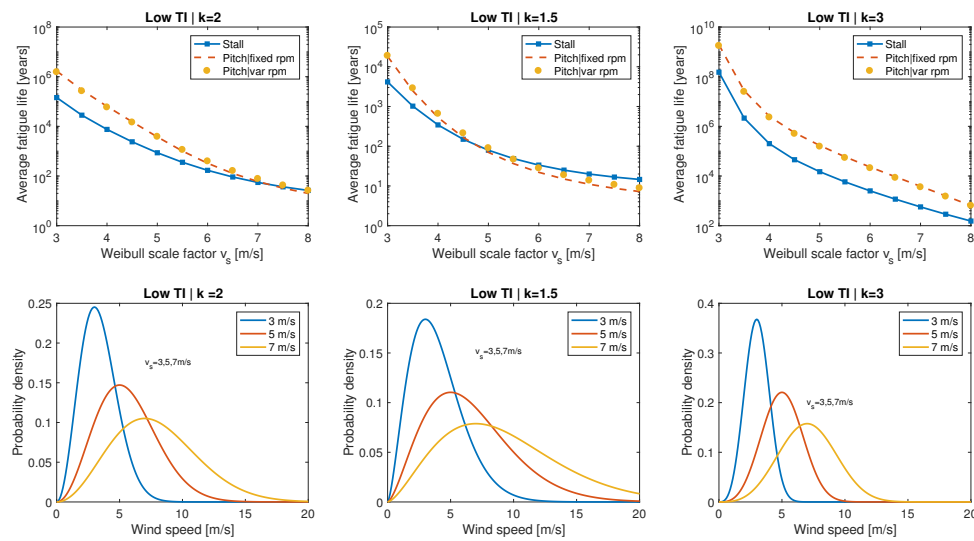 Low TI | k=2
Average fatigue life [years]
10^6
10^4
10^2
10^0
Stall
Pitch|fixed rpm
Pitch|var rpm
3 4 5 6 7 8
Weibull scale factor v_s [m/s]
Low TI | k=1.5
Average fatigue life [years]
10^5
10^4
10^3
10^2
10^1
10^0
Stall
Pitch|fixed rpm
Pitch|var rpm
3 4 5 6 7 8
Weibull scale factor v_s [m/s]
Low TI | k=3
Average fatigue life [years]
10^10
10^8
10^6
10^4
10^2
Stall
Pitch|fixed rpm
Pitch|var rpm
3 4 5 6 7 8
Weibull scale factor v_s [m/s]
Low TI | k =2
Probability density
0.25
0.2
0.15
0.1
0.05
0
3 m/s
5 m/s
7 m/s
v_s=3,5,7m/s
0 5 10 15 20
Wind speed [m/s]
Low TI | k=1.5
Probability density
0.2
0.15
0.1
0.05
0
3 m/s
5 m/s
7 m/s
v_s=3,5,7m/s
0 5 10 15 20
Wind speed [m/s]
Low TI | k=3
Probability density
0.4
0.3
0.2
0.1
0
3 m/s
5 m/s
7 m/s
v_s=3,5,7m/s
0 5 10 15 20
Wind speed [m/s]